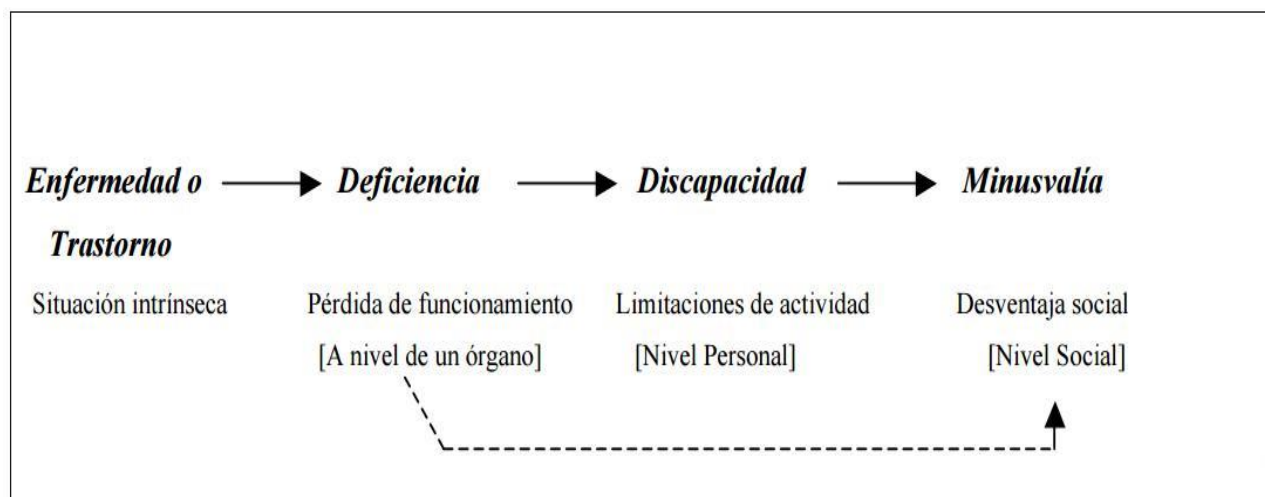 Enfermedad o Deficiencia Discapacidad Minusvalía
Trastorno
Situación intrínseca Pérdida de funcionamiento Limitaciones de actividad Desventaja social
[A nivel de un órgano] [Nivel Personal] [Nivel Social]